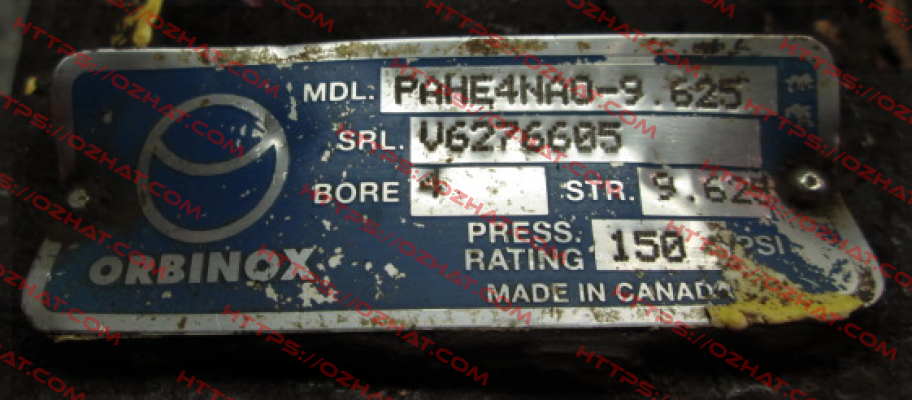 MDL. PAHE4NAO-9.625
SRL. V6276605
BORE 4 STR. 9.625
PRESS. RATING 150 PSI
ORBINOX
MADE IN CANADA
HTTPS://OZHAT.COM